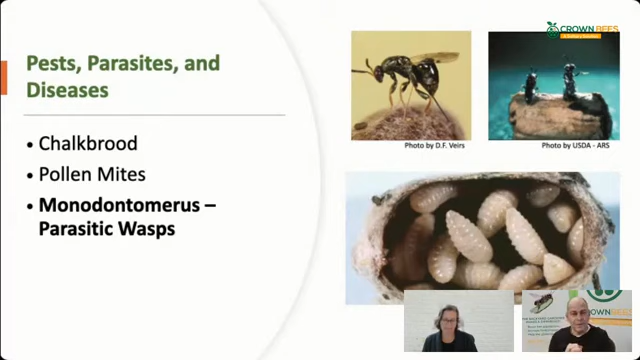 CROWN BEES
Pests, Parasites, and
Diseases
• Chalkbrood
• Pollen Mites
• Monodontomerus –
Parasitic Wasps
Photo by D.F. Veirs
Photo by USDA - ARS